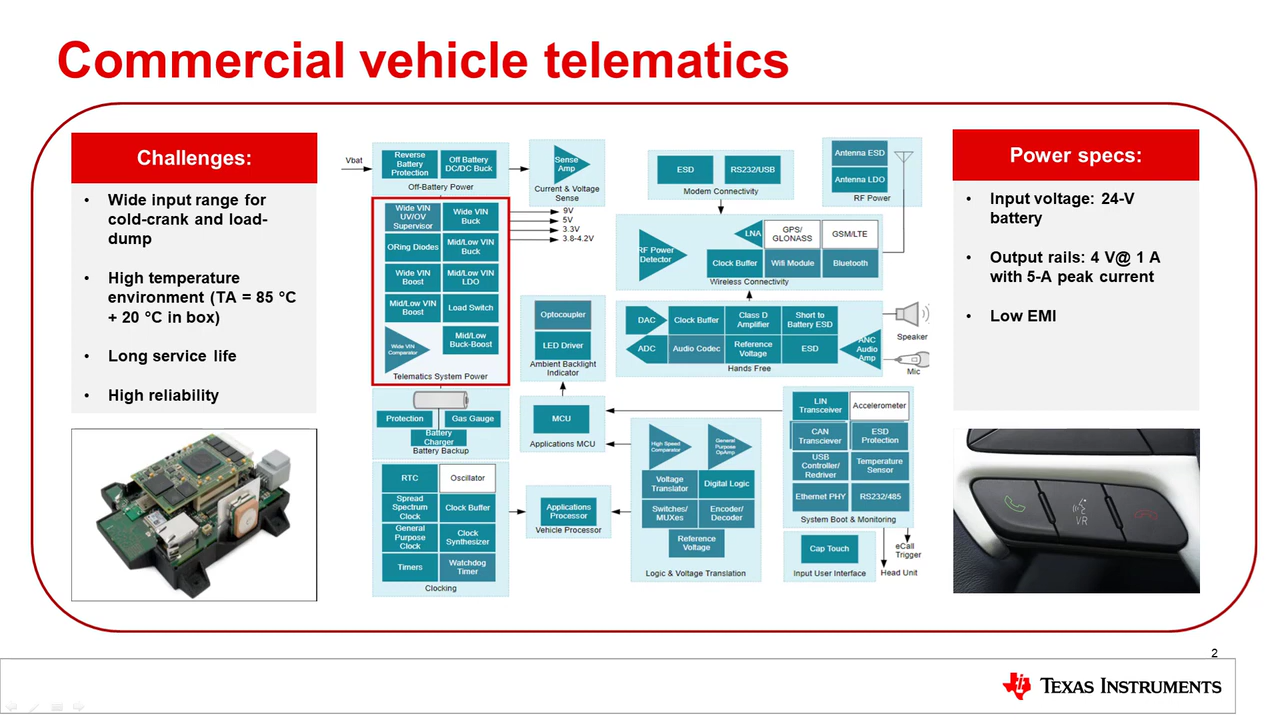 Commercial vehicle telematics
Challenges:
• Wide input range for
cold-crank and load-
dump
• High temperature
environment (TA = 85 °C
+ 20 °C in box)
• Long service life
• High reliability
Vbat
Reverse
Battery
Protection
Off Battery
DC/DC Buck
Off-Battery Power
Sense
Amp
Current & Voltage
Sense
Wide VIN
UV/OV
Supervisor
Wide VIN
Buck
ORing Diodes
Mid/Low VIN
Buck
Wide VIN
Boost
Mid/Low VIN
LDO
Mid/Low VIN
Boost
Load Switch
Wide VIN
Comparator
Mid/Low
Buck-Boost
Telematics System Power
9V
5V
3.3V
3.8-4.2V
Protection
Gas Gauge
Battery
Charger
Battery Backup
RTC
Oscillator
Spread
Spectrum
Clock
Clock Buffer
General
Purpose
Clock
Clock
Synthesizer
Timers
Watchdog
Timer
Clocking
Optocoupler
LED Driver
Ambient Backlight
Indicator
MCU
Applications MCU
Applications
Processor
Vehicle Processor
ESD
RS232/USB
Modem Connectivity
Antenna ESD
Antenna LDO
RF Power
RF Power
Detector
LNA
GPS/
GLONASS
GSM/LTE
Clock Buffer
Wifi Module
Bluetooth
Wireless Connectivity
DAC
Clock Buffer
Class D
Amplifier
Short to
Battery ESD
ADC
Audio Codec
Reference
Voltage
ESD
ANC
Audio
Amp
Hands Free
Speaker
Mic
High Speed
Comparator
General
Purpose
OpAmp
Voltage
Translator
Digital Logic
Switches/
MUXes
Encoder/
Decoder
Reference
Voltage
Logic & Voltage Translation
LIN
Transceiver
Accelerometer
CAN
Transciever
ESD
Protection
USB
Controller/
Redriver
Temperature
Sensor
Ethernet PHY
RS232/485
System Boot & Monitoring
Cap Touch
Input User Interface
eCall
Trigger
Head Unit
Power specs:
• Input voltage: 24-V
battery
• Output rails: 4 V@ 1 A
with 5-A peak current
• Low EMI
VR
2
TEXAS INSTRUMENTS